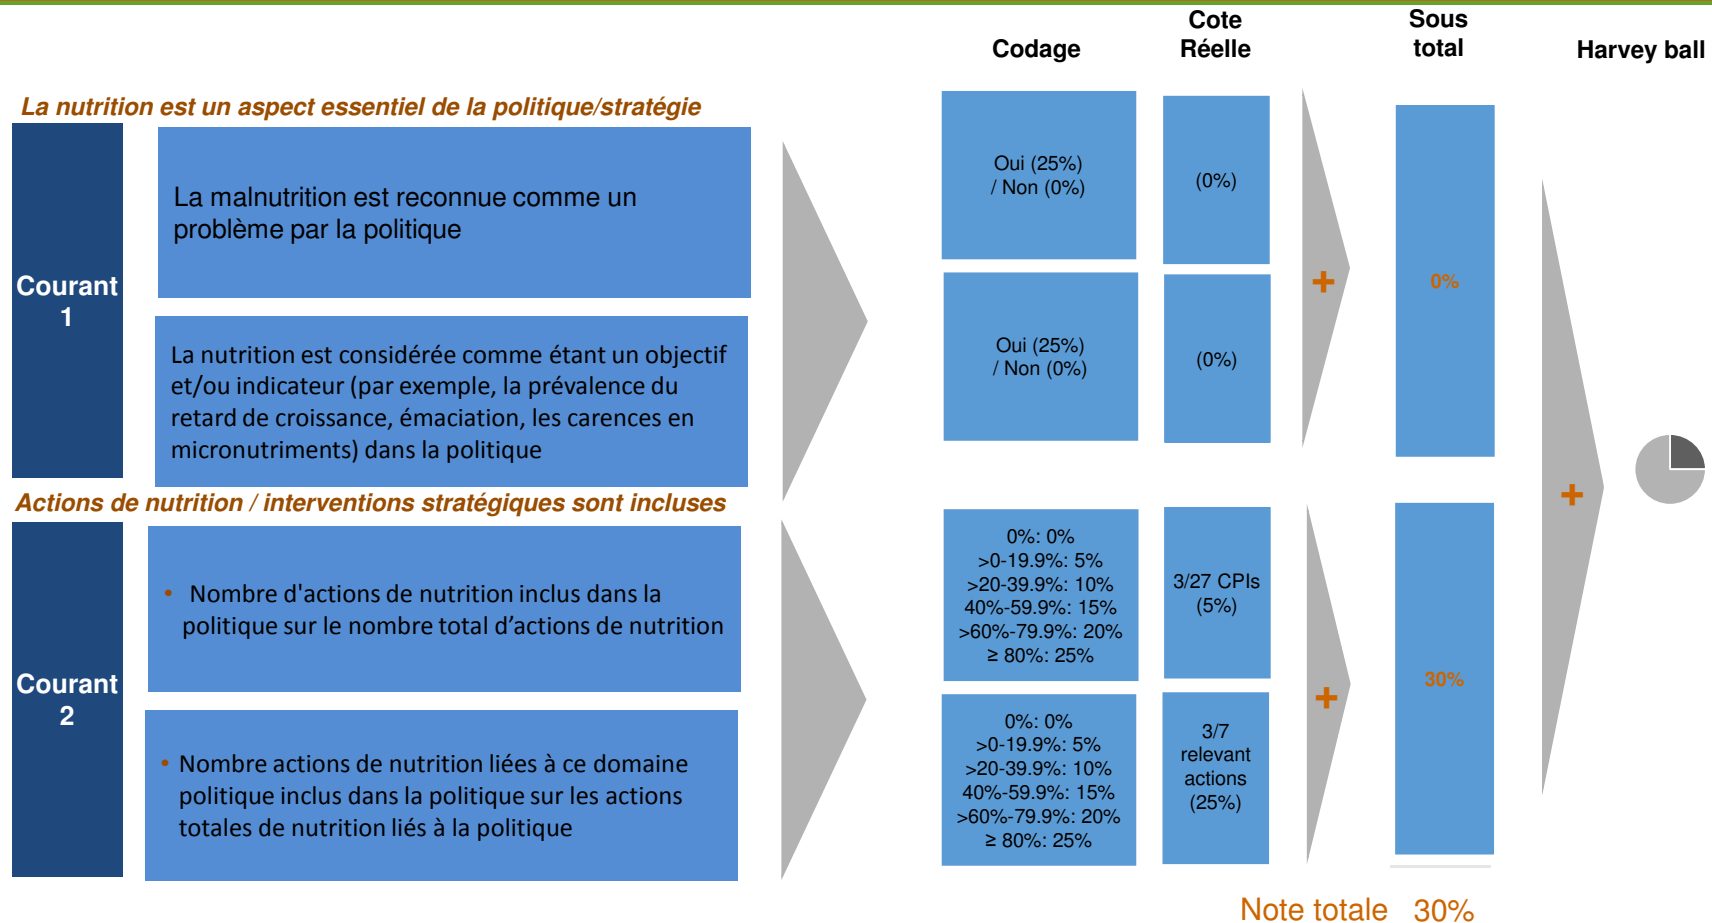 Codage
Cote
Réelle
Sous
total
Harvey ball
La nutrition est un aspect essentiel de la politique/stratégie
Courant
1
La malnutrition est reconnue comme un
problème par la politique
Oui (25%)
/ Non (0%)
(0%)
La nutrition est considérée comme étant un objectif
et/ou indicateur (par exemple, la prévalence du
retard de croissance, émaciation, les carences en
micronutriments) dans la politique
Oui (25%)
/ Non (0%)
(0%)
+
0%
+
Actions de nutrition / interventions stratégiques sont incluses
Courant
2
• Nombre d'actions de nutrition inclus dans la
politique sur le nombre total d’actions de nutrition
0%: 0%
>0-19.9%: 5%
>20-39.9%: 10%
40%-59.9%: 15%
>60%-79.9%: 20%
≥ 80%: 25%
3/27 CPIs
(5%)
• Nombre actions de nutrition liées à ce domaine
politique inclus dans la politique sur les actions
totales de nutrition liés à la politique
0%: 0%
>0-19.9%: 5%
>20-39.9%: 10%
40%-59.9%: 15%
>60%-79.9%: 20%
≥ 80%: 25%
3/7
relevant
actions
(25%)
+
30%
Note totale 30%